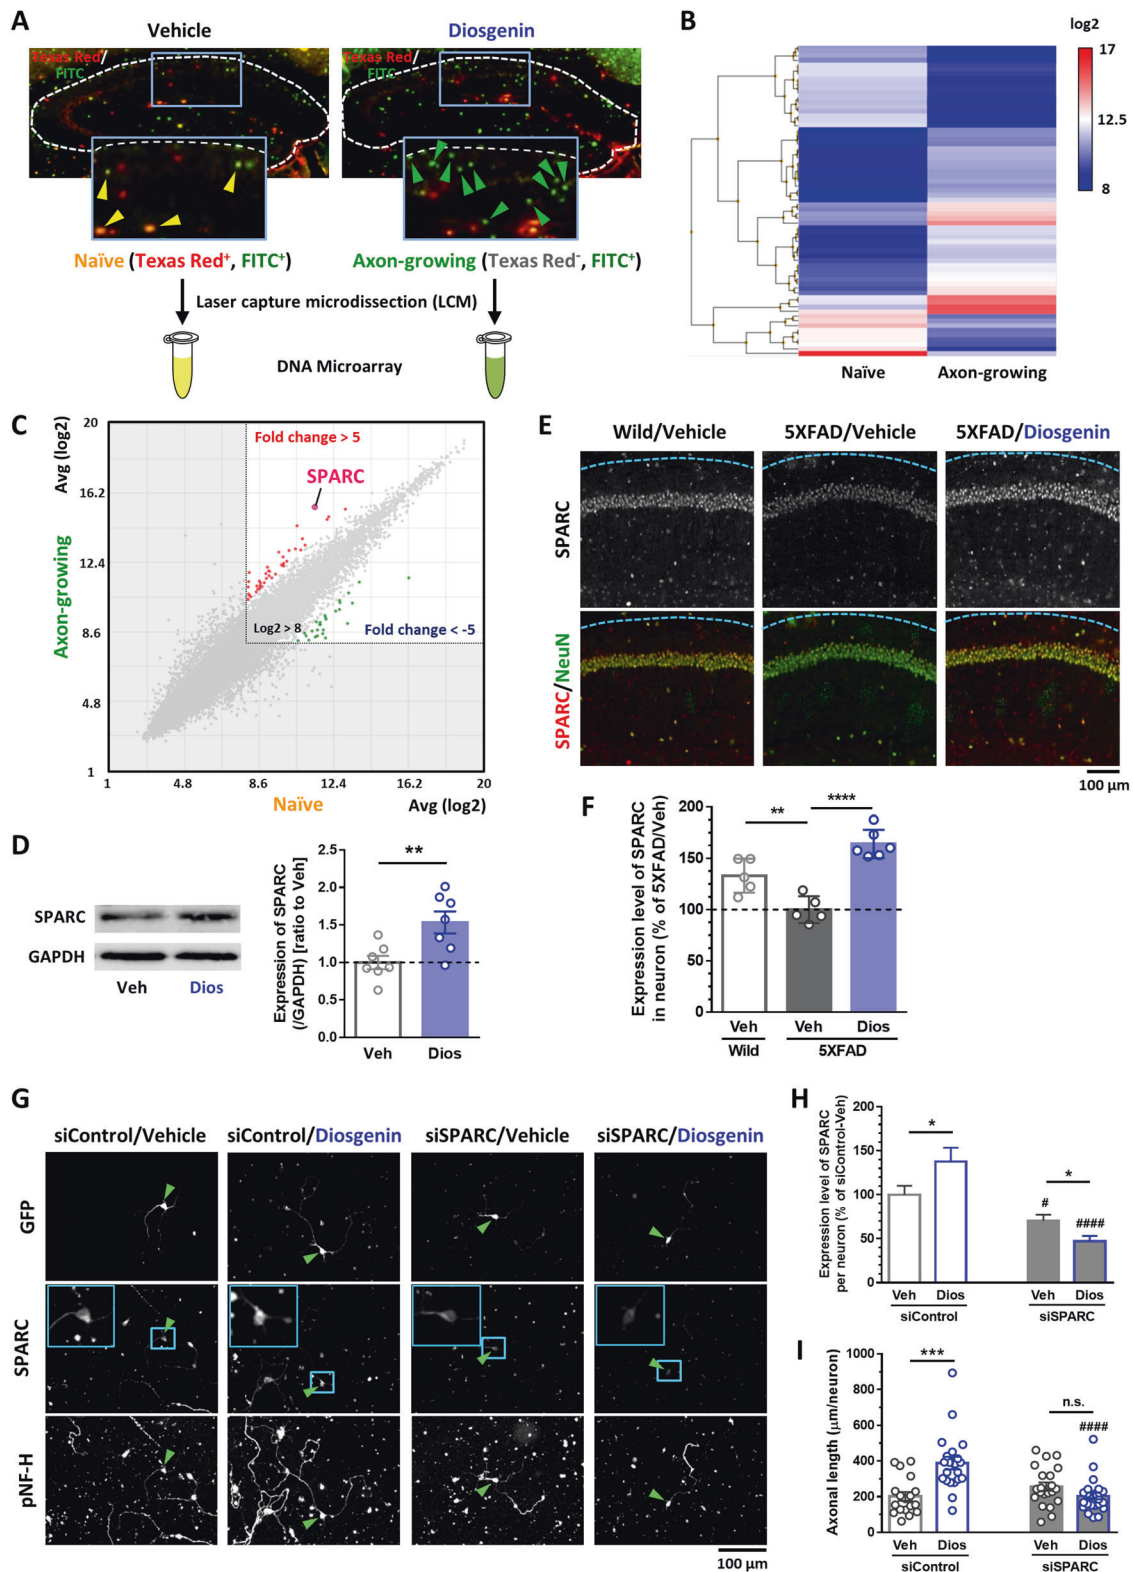 A
Vehicle
Diosgenin
Texas Red/
FITC
Texas Red/
FITC
Naïve (Texas Red+, FITC+)
Axon-growing (Texas Red-, FITC+)
Laser capture microdissection (LCM)
DNA Microarray
B
log2
17
12.5
8
Naïve
Axon-growing
C
Avg (log2)
Axon-growing
20
16.2
12.4
8.6
4.8
1
Fold change > 5
SPARC
Log2 > 8
Fold change < -5
1
4.8
8.6
12.4
16.2
20
Naïve
Avg (log2)
D
SPARC
GAPDH
Veh
Dios
Expression of SPARC
(/GAPDH) [ratio to Veh]
2.5
2.0
1.5
1.0
0.5
0.0
**
Veh
Dios
E
Wild/Vehicle
5XFAD/Vehicle
5XFAD/Diosgenin
SPARC
SPARC/NeuN
100 μm
F
Expression level of SPARC
in neuron (% of 5XFAD/Veh)
200
150
100
50
0
**
****
Veh
Veh
Dios
Wild
5XFAD
G
siControl/Vehicle
siControl/Diosgenin
siSPARC/Vehicle
siSPARC/Diosgenin
GFP
SPARC
pNF-H
100 μm
H
Expression level of SPARC
per neuron (% of siControl-Veh)
200
150
100
50
0
*
*
#
####
Veh
Dios
Veh
Dios
siControl
siSPARC
I
Axonal length (μm/neuron)
1000
800
600
400
200
0
***
n.s.
####
Veh
Dios
Veh
Dios
siControl
siSPARC